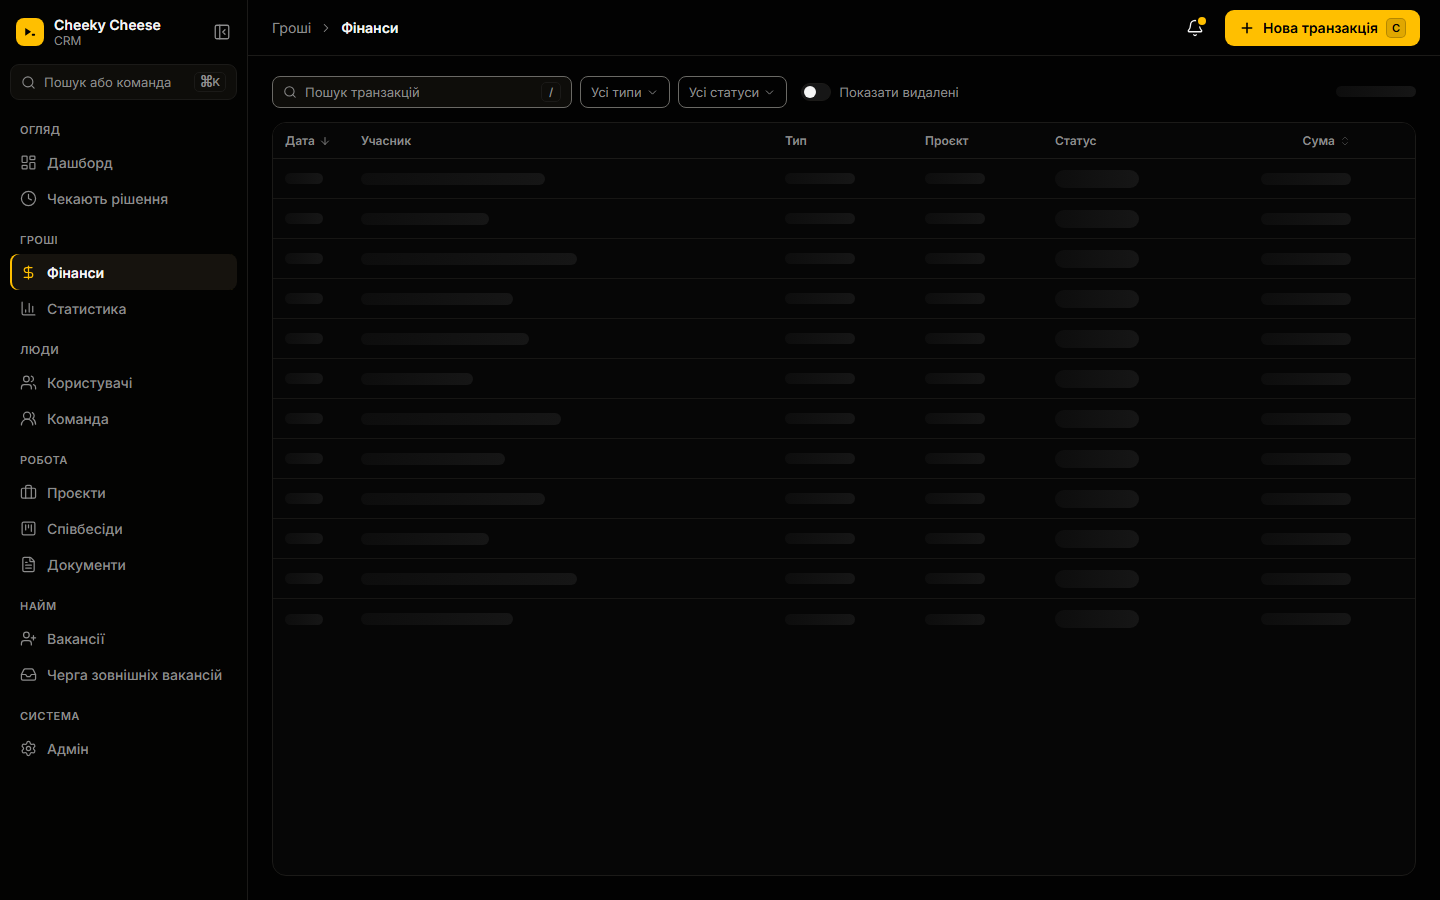 Cheeky Cheese
CRM
Пошук або команда ⌘K
ОГЛЯД
Дашборд
Чекають рішення
ГРОШІ
Фінанси
Статистика
ЛЮДИ
Користувачі
Команда
РОБОТА
Проєкти
Співбесіди
Документи
НАЙМ
Вакансії
Черга зовнішніх вакансій
СИСТЕМА
Адмін
Гроші > Фінанси
+ Нова транзакція C
Пошук транзакцій /
Усі типи
Усі статуси
Показати видалені
Дата ↓ Учасник Тип Проєкт Статус Сума